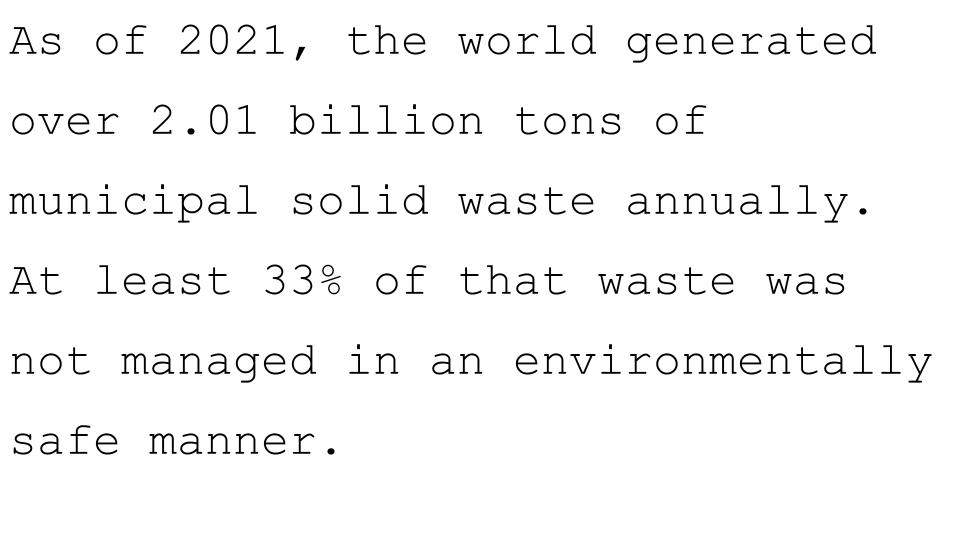 As of 2021, the world generated
over 2.01 billion tons of
municipal solid waste annually.
At least 33% of that waste was
not managed in an environmentally
safe manner.